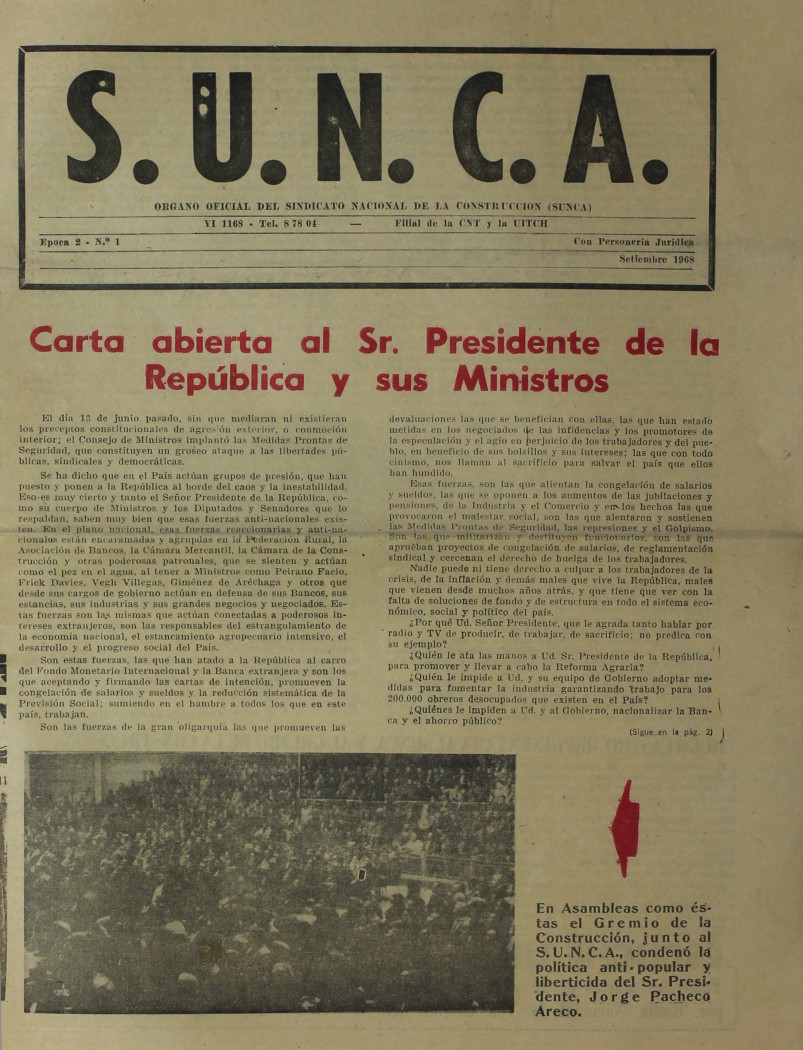 S.U.N.C.A.
ORGANO OFICIAL DEL SINDICATO NACIONAL DE LA CONSTRUCCION (SUNCA)
YI 1168 - Tel. 8 78 04 — Filial de la CNT y la UITCH
Epoca 2 - N.º 1 Con Personería Jurídica
Setiembre 1968
Carta abierta al Sr. Presidente de la
República y sus Ministros
El día 13 de junio pasado, sin que mediaran ni existieran
los preceptos constitucionales de agresión exterior, o conmoción
interior; el Consejo de Ministros implantó las Medidas Prontas de
Seguridad, que constituyen un groseo ataque a las libertades pú-
blicas, sindicales y democráticas.
Se ha dicho que en el País actúan grupos de presión, que han
puesto y ponen a la República al borde del caos y la inestabilidad.
Eso es muy cierto y tanto el Señor Presidente de la República, co-
mo su cuerpo de Ministros y los Diputados y Senadores que lo
respaldan, saben muy bien que esas fuerzas anti-nacionales exis-
ten. En el plano nacional, esas fuerzas reaccionarias y anti-na-
cionales están encaramadas y agrupdas en la Federación Rural, la
Asociación de Bancos, la Cámara Mercantil, la Cámara de la Cons-
trucción y otras poderosas patronales, que se sienten y actúan
como el pez en el agua, al tener a Ministros como Peirano Facio,
Frick Davies, Vegh Villegas, Giménez de Aréchaga y otros que
desde sus cargos de gobierno actúan en defensa de sus Bancos, sus
estancias, sus industrias y sus grandes negocios y negociados. Es-
tas fuerzas son las mismas que actúan conectadas a poderosos in-
tereses extranjeros, son las responsables del estrangulamiento de
la economía nacional, el estancamiento agropecuario intensivo, el
desarrollo y el progreso social del País.
Son estas fuerzas, las que han atado a la República al carro
del Fondo Monetario Internacional y la Banca extranjera y son los
que aceptando y firmando las cartas de intención, promueven la
congelación de salarios y sueldos y la reducción sistemática de la
Previsión Social; sumiendo en el hambre a todos los que en este
país, trabajan.
Son las fuerzas de la gran oligarquía las que promueven las
devaluaciones las que se benefician con ellas, las que han estado
metidas en los negociados de las infidencias y los promotores de
la especulación y el agio en perjuicio de los trabajadores y del pue-
blo, en beneficio de sus bolsillos y sus intereses; las que con todo
cinismo, nos llaman al sacrificio para salvar el país que ellos
han hundido.
Esas fuerzas, son las que alientan la congelación de salarios
y sueldos, las que se oponen a los aumentos de las jubilaciones y
pensiones, de la Industria y el Comercio y en los hechos las que
provocaron el malestar social, son las que alentaron y sostienen
las Medidas Prontas de Seguridad, las represiones y el Golpismo.
Son las que militarizan y destituyen funcionarios, son las que
aprueban proyectos de congelación de salarios, de reglamentación
sindical y cercenan el derecho de huelga de los trabajadores.
Nadie puede ni tiene derecho a culpar a los trabajadores de la
crisis, de la inflación y demás males que vive la República, males
que vienen desde muchos años atrás, y que tiene que ver con la
falta de soluciones de fondo y de estructura en todo el sistema eco-
nómico, social y político del país.
¿Por qué Ud. Señor Presidente, que le agrada tanto hablar por
radio y TV de producir, de trabajar, de sacrificio; no predica con
su ejemplo?
¿Quién le ata las manos a Ud. Sr. Presidente de la República,
para promover y llevar a cabo la Reforma Agraria?
¿Quién le impide a Ud. y su equipo de Gobierno adoptar me-
didas para fomentar la industria garantizando trabajo para los
200.000 obreros desocupados que existen en el País?
¿Quiénes le impiden a Ud. y al Gobierno, nacionalizar la Ban-
ca y el ahorro público?
(Sigue en la pág. 2)
En Asambleas como és-
tas el Gremio de la
Construcción, junto al
S.U.N.C.A., condenó la
política anti-popular y
liberticida del Sr. Presi-
dente, Jorge Pacheco
Areco.